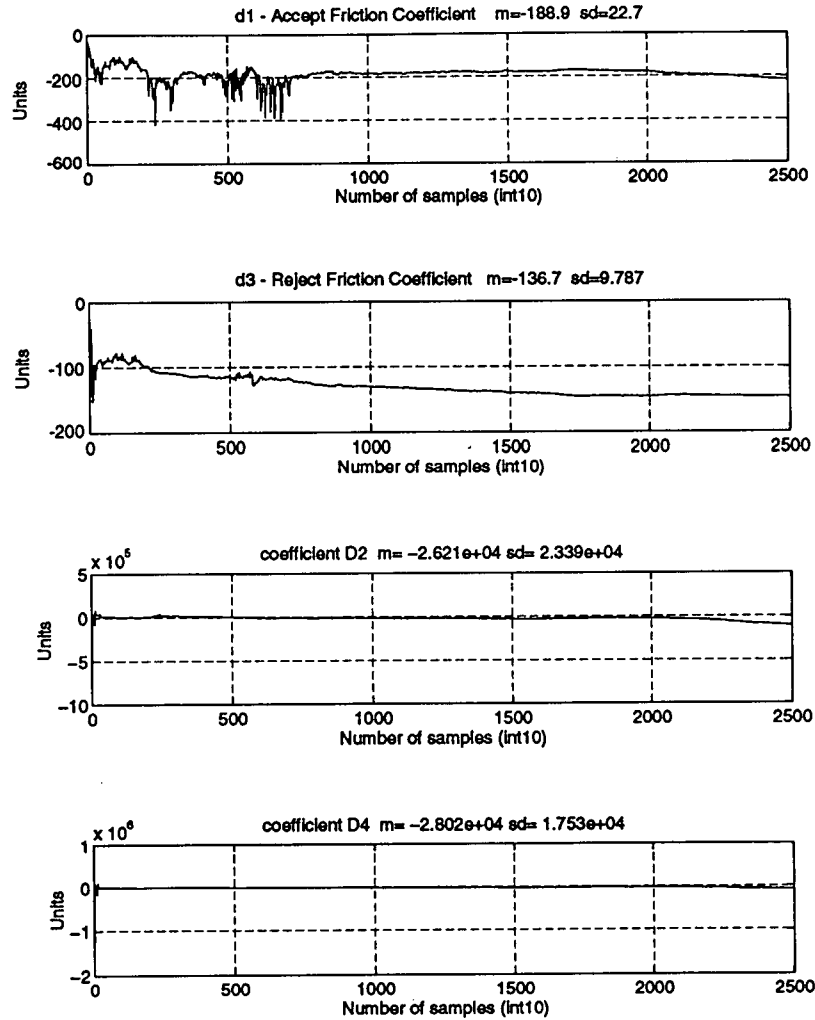 d1 - Accept Friction Coefficient m=-188.9 sd=22.7
0
-200
-400
-600
Units
0 500 1000 1500 2000 2500
Number of samples (int10)
d3 - Reject Friction Coefficient m=-136.7 sd=9.787
0
-100
-200
Units
0 500 1000 1500 2000 2500
Number of samples (int10)
coefficient D2 m= −2.621e+04 sd= 2.339e+04
x 10^5
5
0
−5
−10
Units
0 500 1000 1500 2000 2500
Number of samples (int10)
coefficient D4 m= −2.802e+04 sd= 1.753e+04
x 10^6
1
0
−1
−2
Units
0 500 1000 1500 2000 2500
Number of samples (int10)